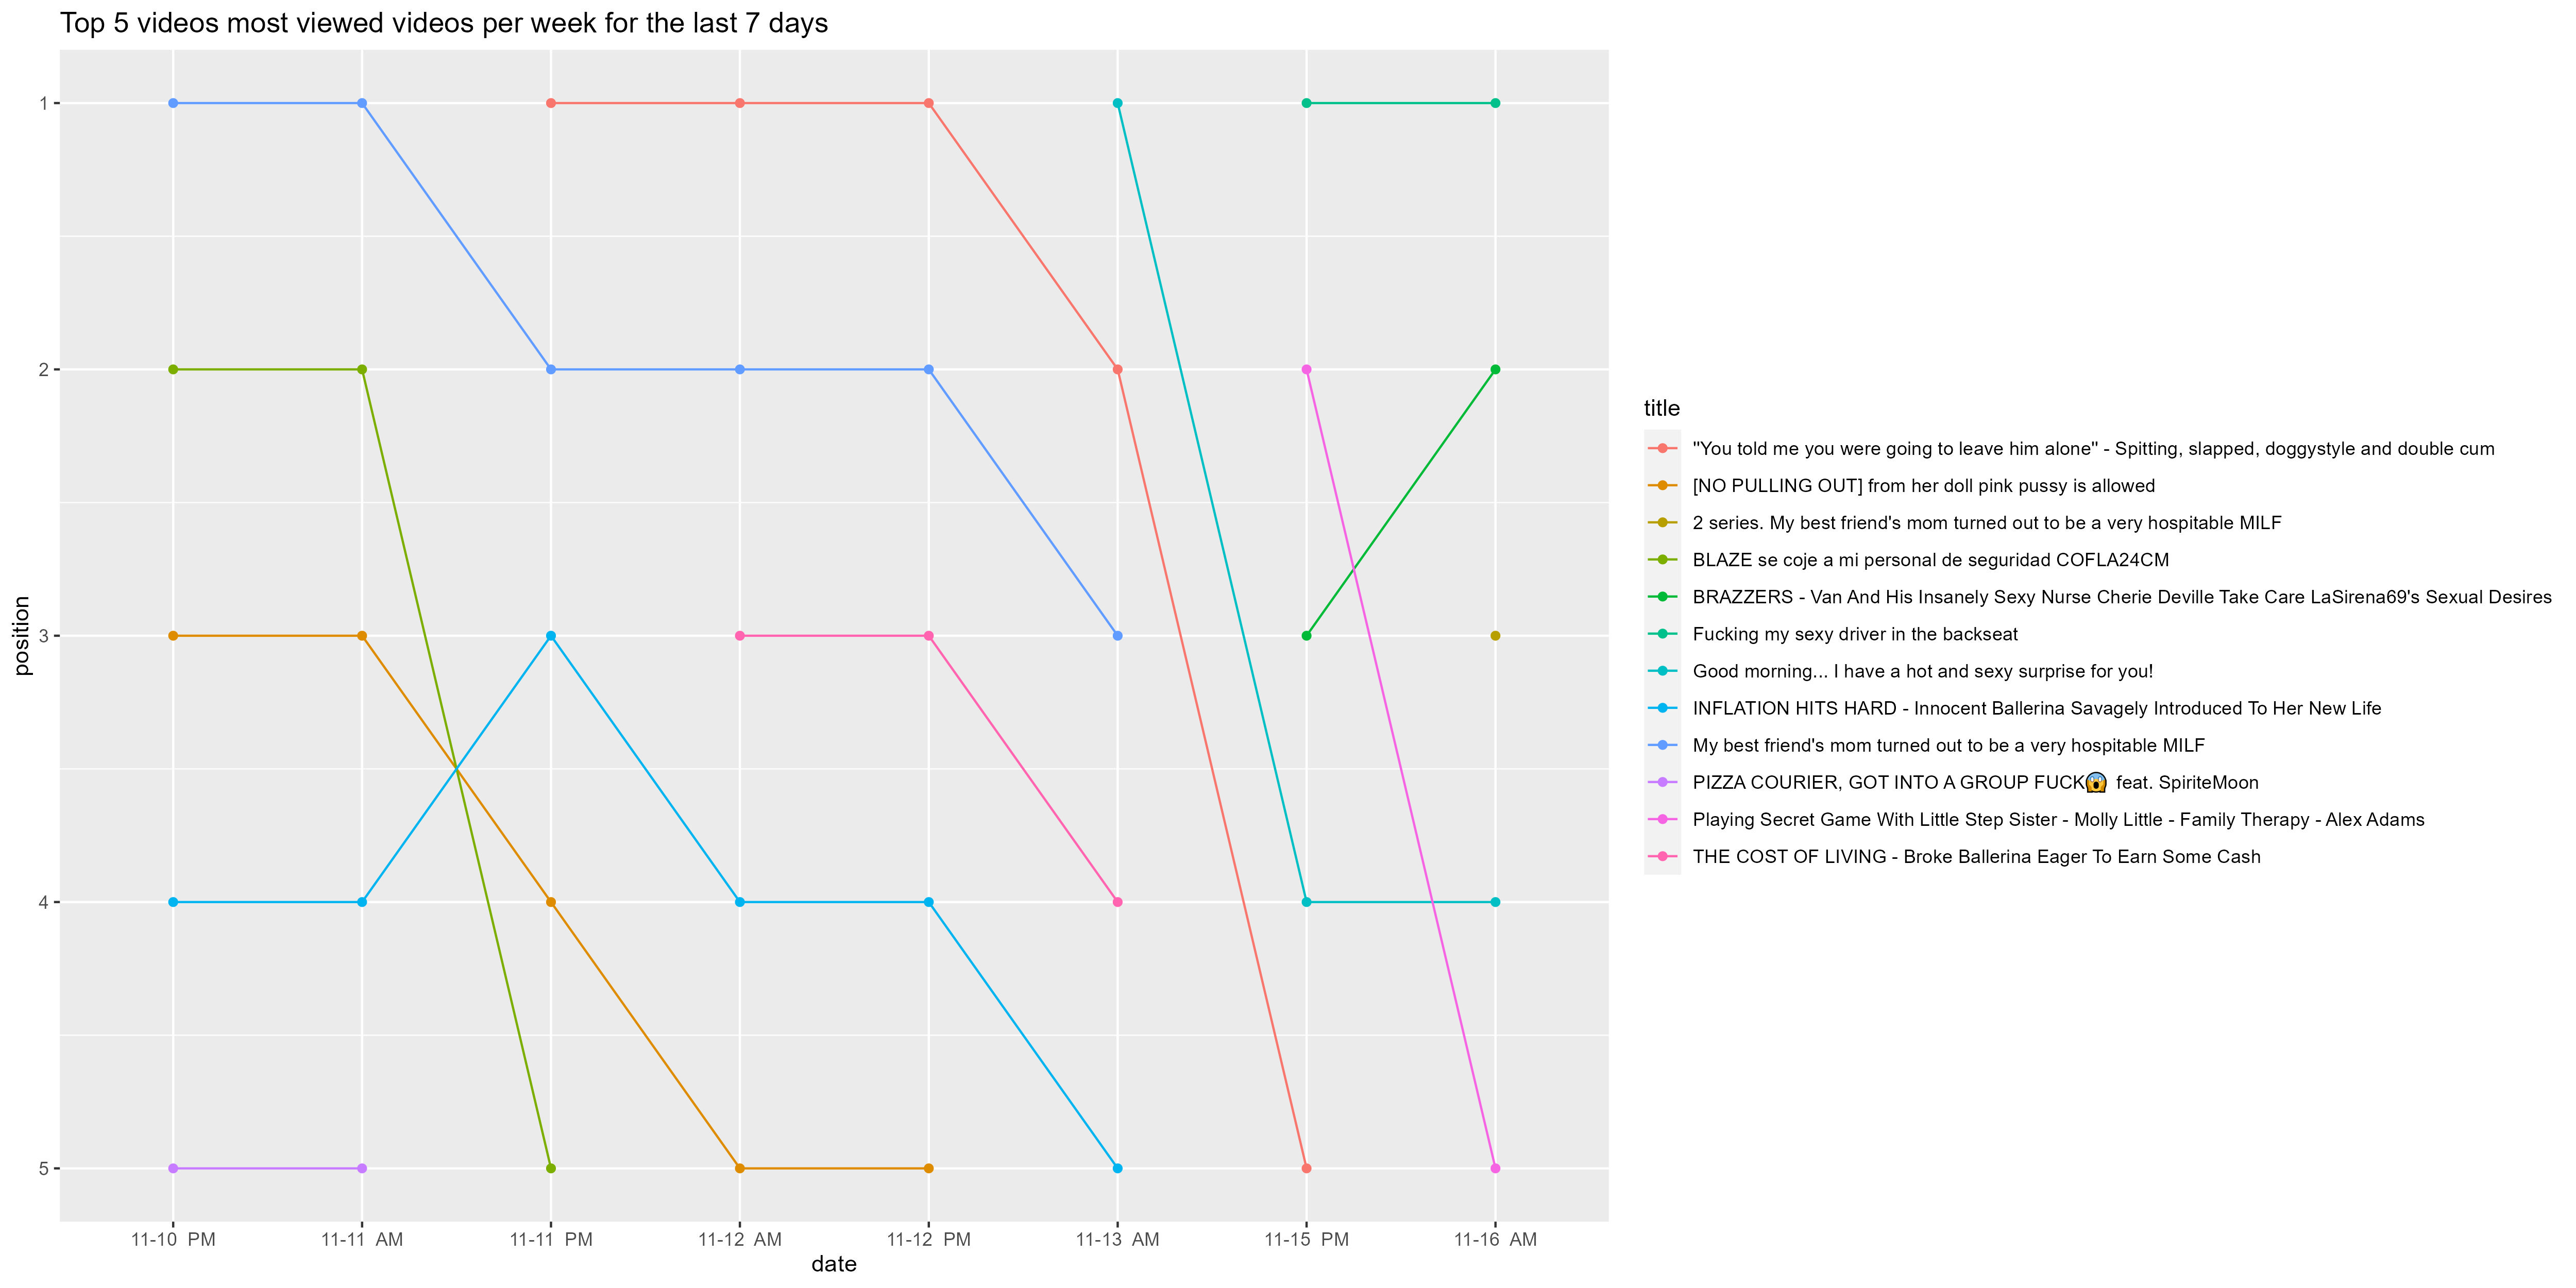 Top 5 videos most viewed videos per week for the last 7 days
position
1
2
3
4
5
11-10 PM
11-11 AM
11-11 PM
11-12 AM
11-12 PM
11-13 AM
11-15 PM
11-16 AM
date
title
"You told me you were going to leave him alone" - Spitting, slapped, doggystyle and double cum
[NO PULLING OUT] from her doll pink pussy is allowed
2 series. My best friend's mom turned out to be a very hospitable MILF
BLAZE se coje a mi personal de seguridad COFLA24CM
BRAZZERS - Van And His Insanely Sexy Nurse Cherie Deville Take Care LaSirena69's Sexual Desires
Fucking my sexy driver in the backseat
Good morning... I have a hot and sexy surprise for you!
INFLATION HITS HARD - Innocent Ballerina Savagely Introduced To Her New Life
My best friend's mom turned out to be a very hospitable MILF
PIZZA COURIER, GOT INTO A GROUP FUCK😱 feat. SpiriteMoon
Playing Secret Game With Little Step Sister - Molly Little - Family Therapy - Alex Adams
THE COST OF LIVING - Broke Ballerina Eager To Earn Some Cash